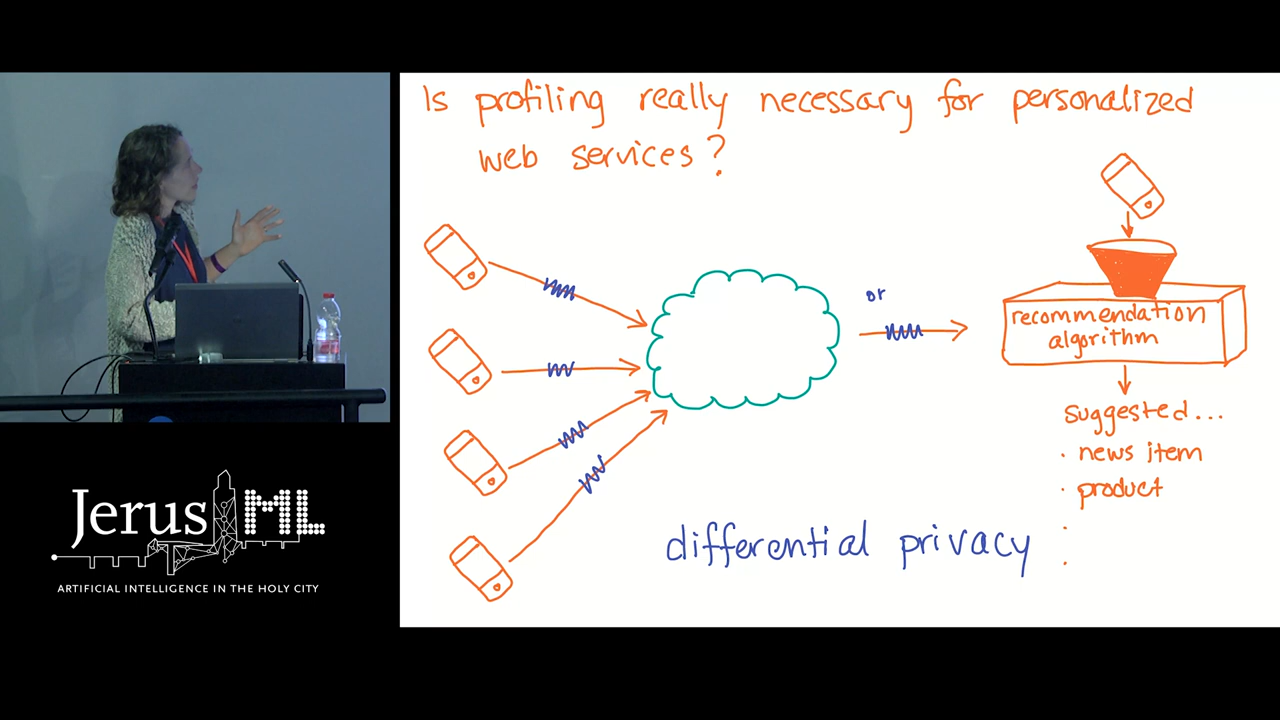 Is profiling really necessary for personalized
web services?
or
recommendation
algorithm
suggested...
· news item
· product
differential privacy
JerusML
ARTIFICIAL INTELLIGENCE IN THE HOLY CITY